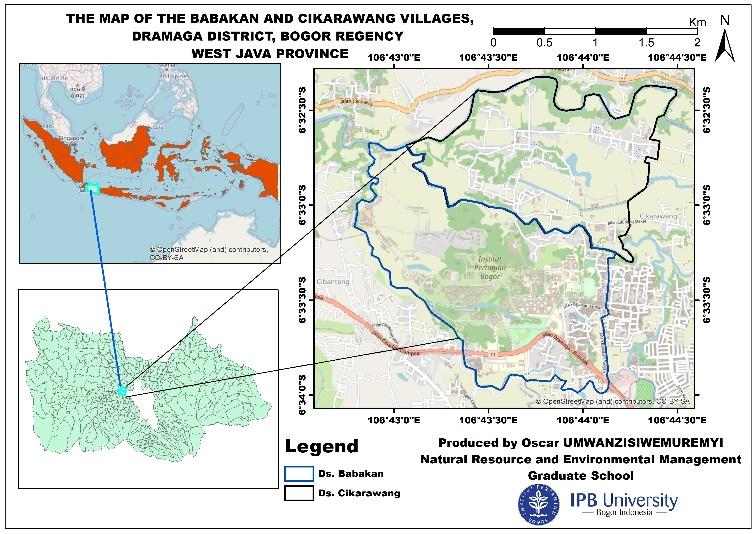 THE MAP OF THE BABAKAN AND CIKARAWANG VILLAGES,
DRAMAGA DISTRICT, BOGOR REGENCY
WEST JAVA PROVINCE
Km
0 0.5 1 1.5 2
N
106°43'0"E 106°43'30"E 106°44'0"E 106°44'30"E
6°32'30"S
6°33'0"S
6°33'30"S
6°34'0"S
6°32'30"S
6°33'0"S
6°33'30"S
6°34'0"S
106°43'0"E 106°43'30"E 106°44'0"E 106°44'30"E
Philippines
Singapore
© OpenStreetMap (and) contributors,
CC-BY-SA
Cikarawang
Institut
Pertanian
Bogor
Cibanteng
11
© OpenStreetMap (and) contributors, CC-BY-SA
Legend
Ds. Babakan
Ds. Cikarawang
Produced by Oscar UMWANZISIWEMUREMYI
Natural Resource and Environmental Management
Graduate School
IPB University
Bogor Indonesia